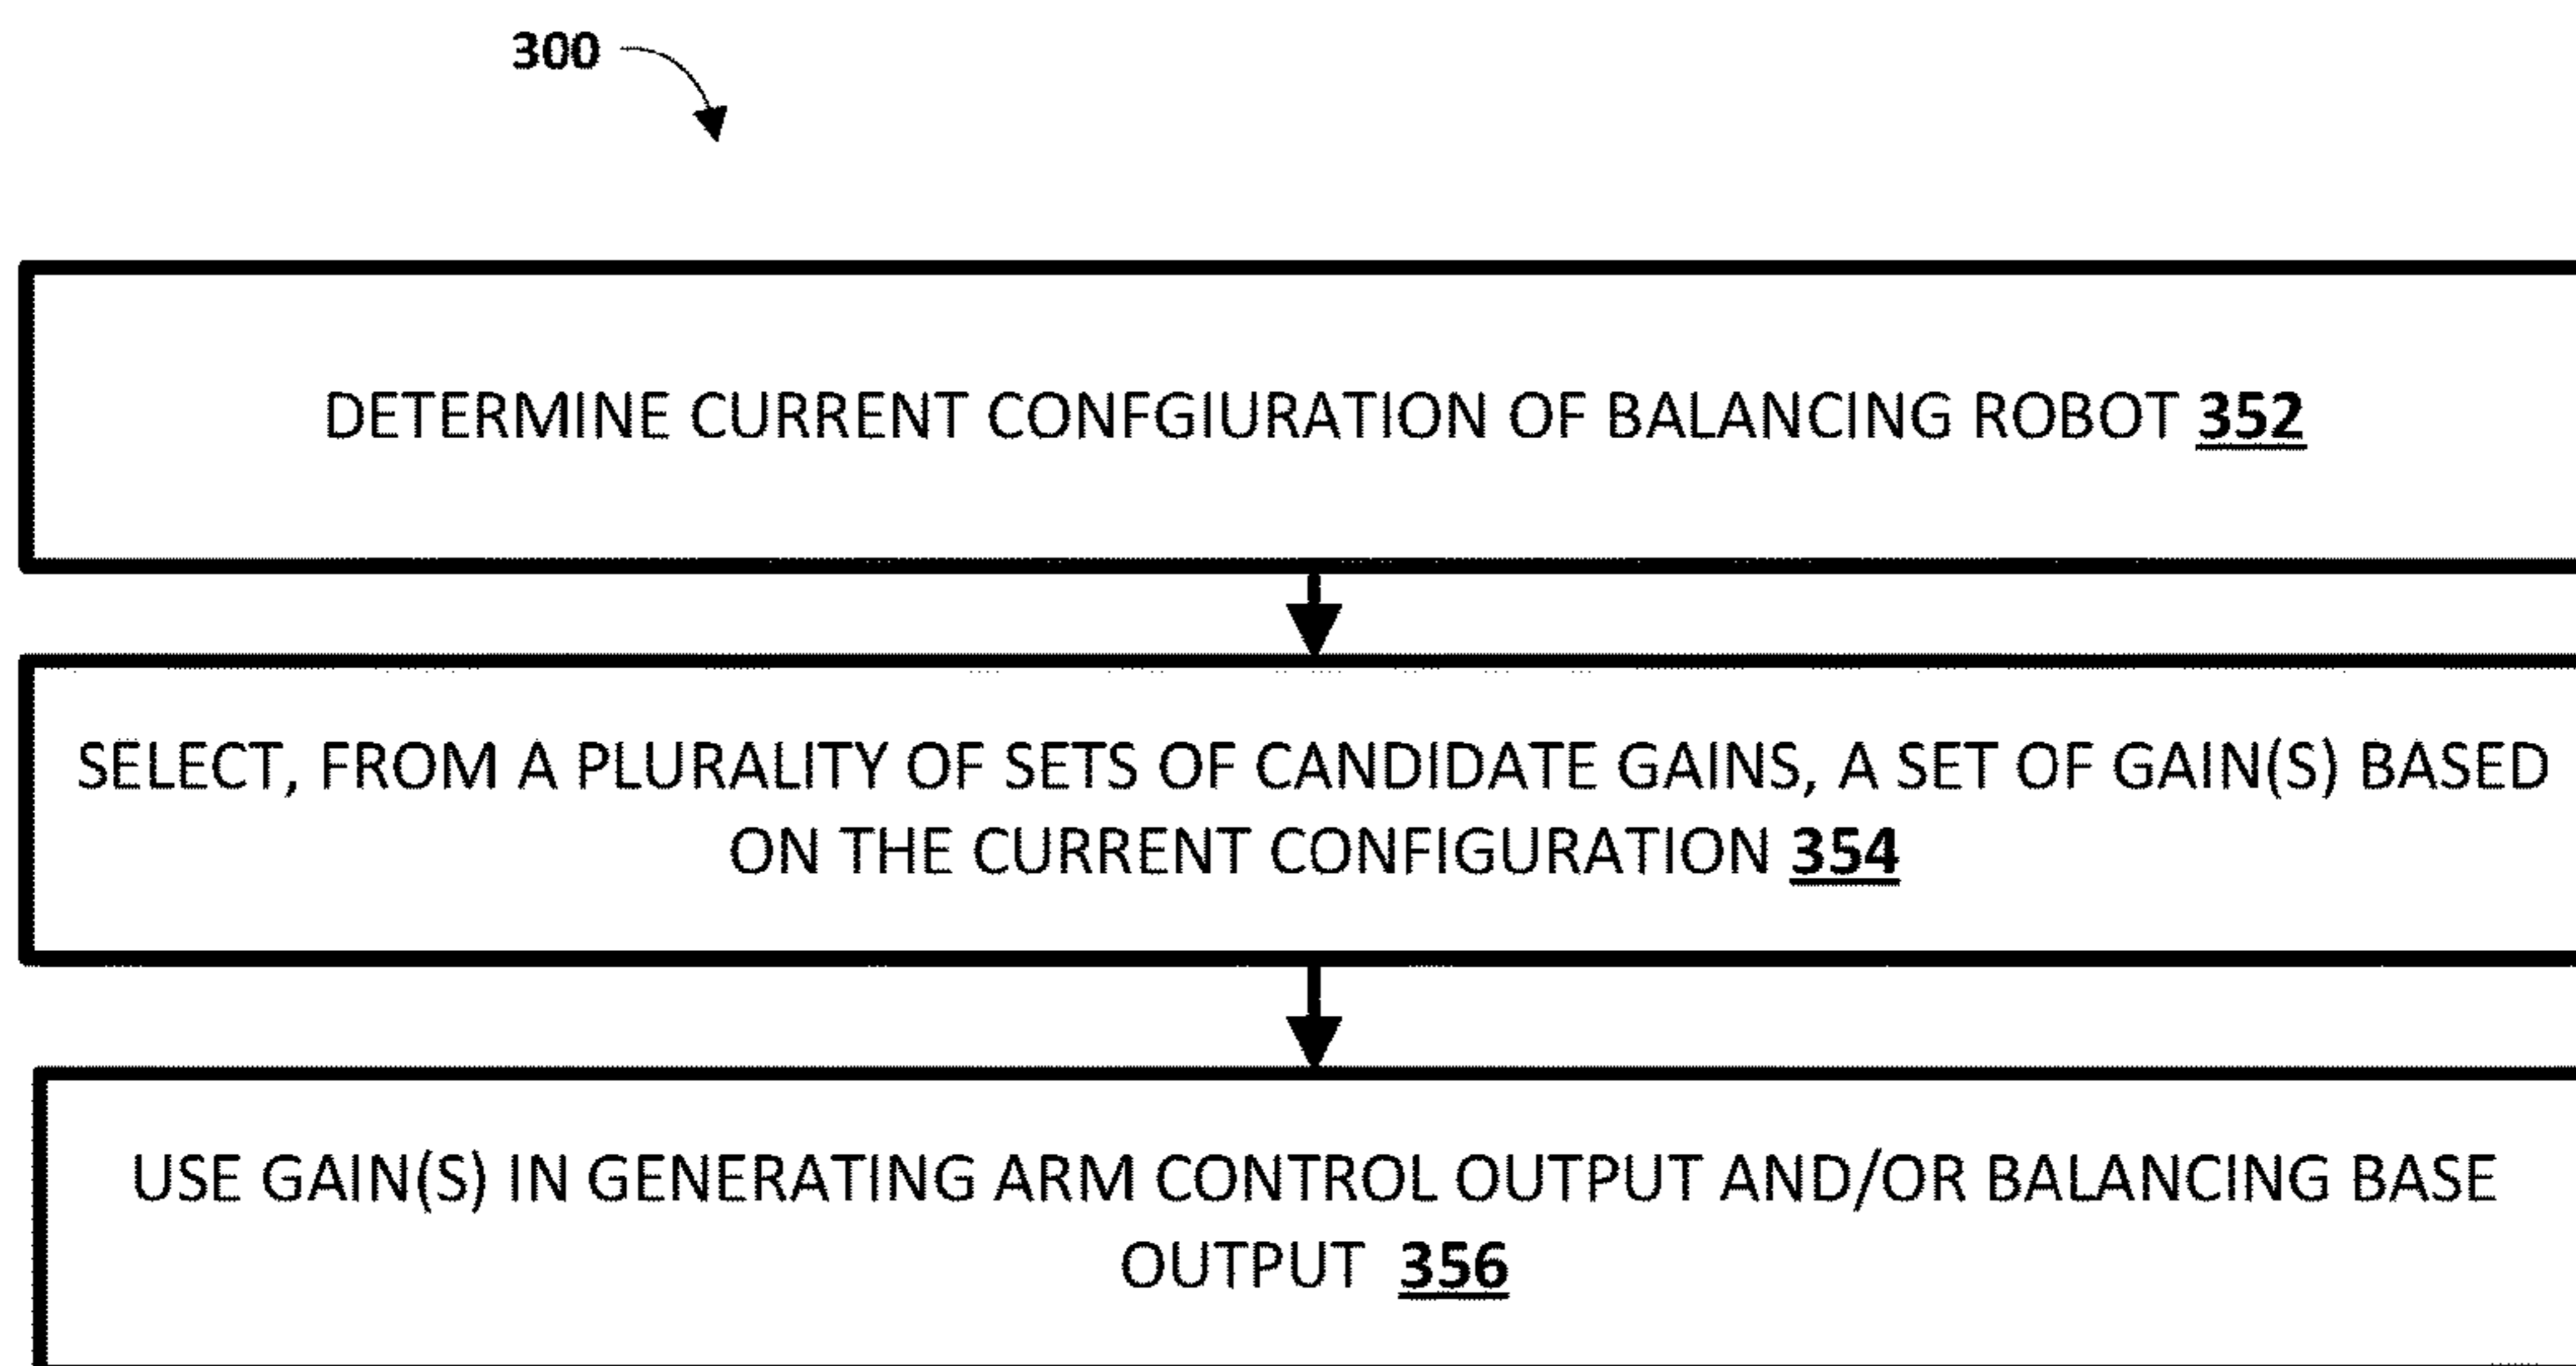 300
DETERMINE CURRENT CONFGIURATION OF BALANCING ROBOT 352
SELECT, FROM A PLURALITY OF SETS OF CANDIDATE GAINS, A SET OF GAIN(S) BASED
ON THE CURRENT CONFIGURATION 354
USE GAIN(S) IN GENERATING ARM CONTROL OUTPUT AND/OR BALANCING BASE
OUTPUT 356